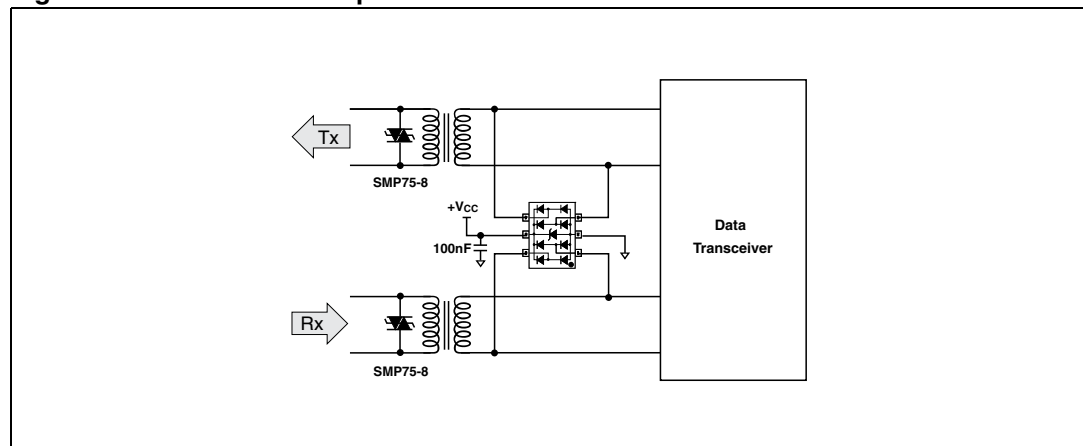 Tx
SMP75-8
+VCC
100nF
Data
Transceiver
Rx
SMP75-8